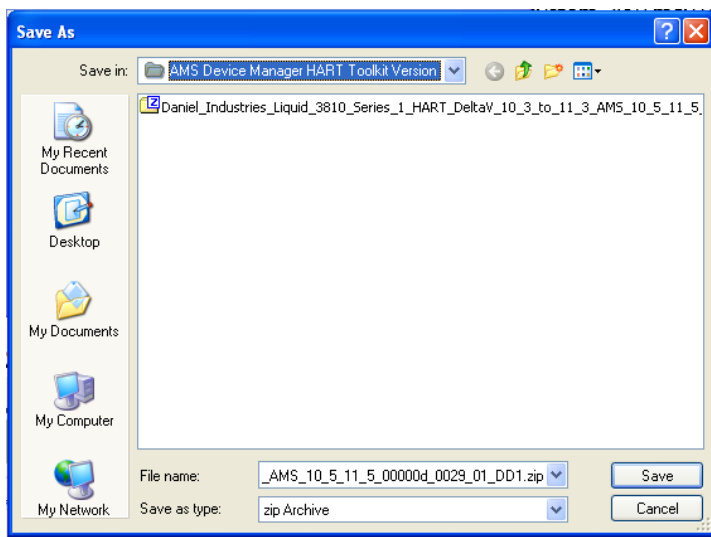 Save As
Save in:
AMS Device Manager HART Toolkit Version
Daniel_Industries_Liquid_3810_Series_1_HART_DeltaV_10_3_to_11_3_AMS_10_5_11_5_
My Recent
Documents
Desktop
My Documents
My Computer
My Network
File name:
_AMS_10_5_11_5_00000d_0029_01_DD1.zip
Save
Save as type:
zip Archive
Cancel